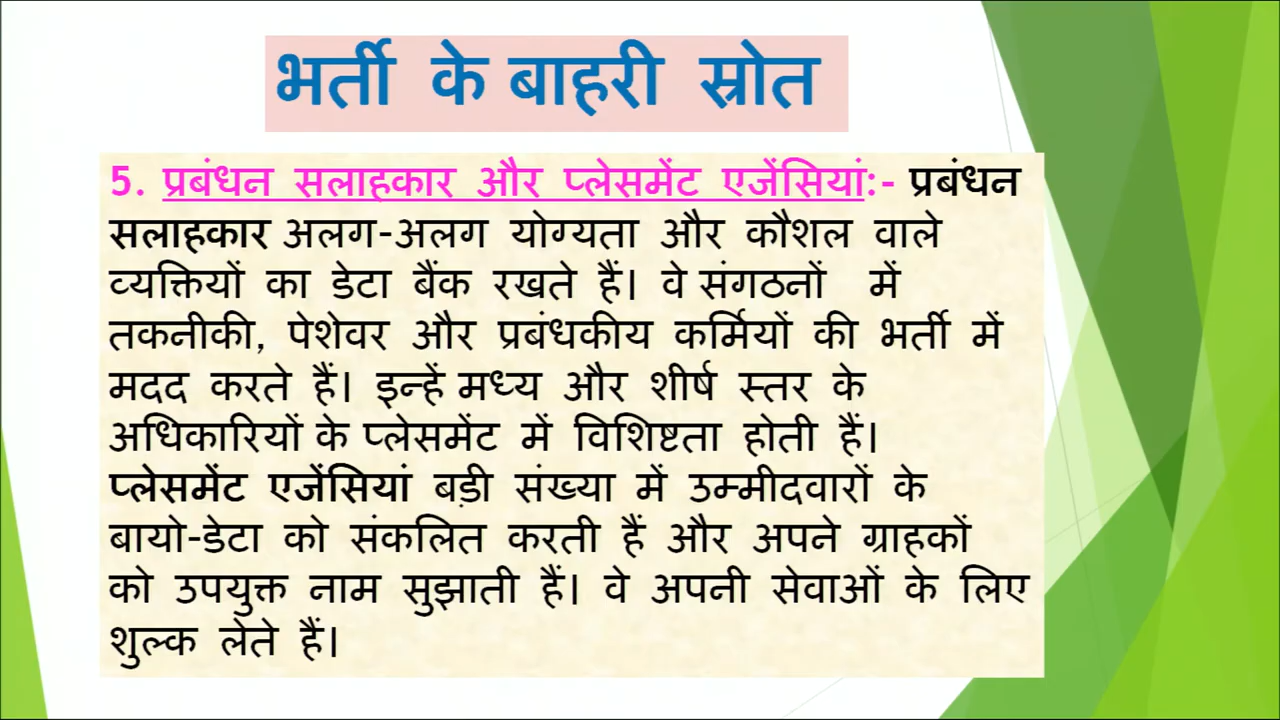 भर्ती के बाहरी स्रोत
5. प्रबंधन सलाहकार और प्लेसमेंट एजेंसियां:- प्रबंधन
सलाहकार अलग-अलग योग्यता और कौशल वाले
व्यक्तियों का डेटा बैंक रखते हैं। वे संगठनों में
तकनीकी, पेशेवर और प्रबंधकीय कर्मियों की भर्ती में
मदद करते हैं। इन्हें मध्य और शीर्ष स्तर के
अधिकारियों के प्लेसमेंट में विशिष्टता होती हैं।
प्लेसमेंट एजेंसियां बड़ी संख्या में उम्मीदवारों के
बायो-डेटा को संकलित करती हैं और अपने ग्राहकों
को उपयुक्त नाम सुझाती हैं। वे अपनी सेवाओं के लिए
शुल्क लेते हैं।